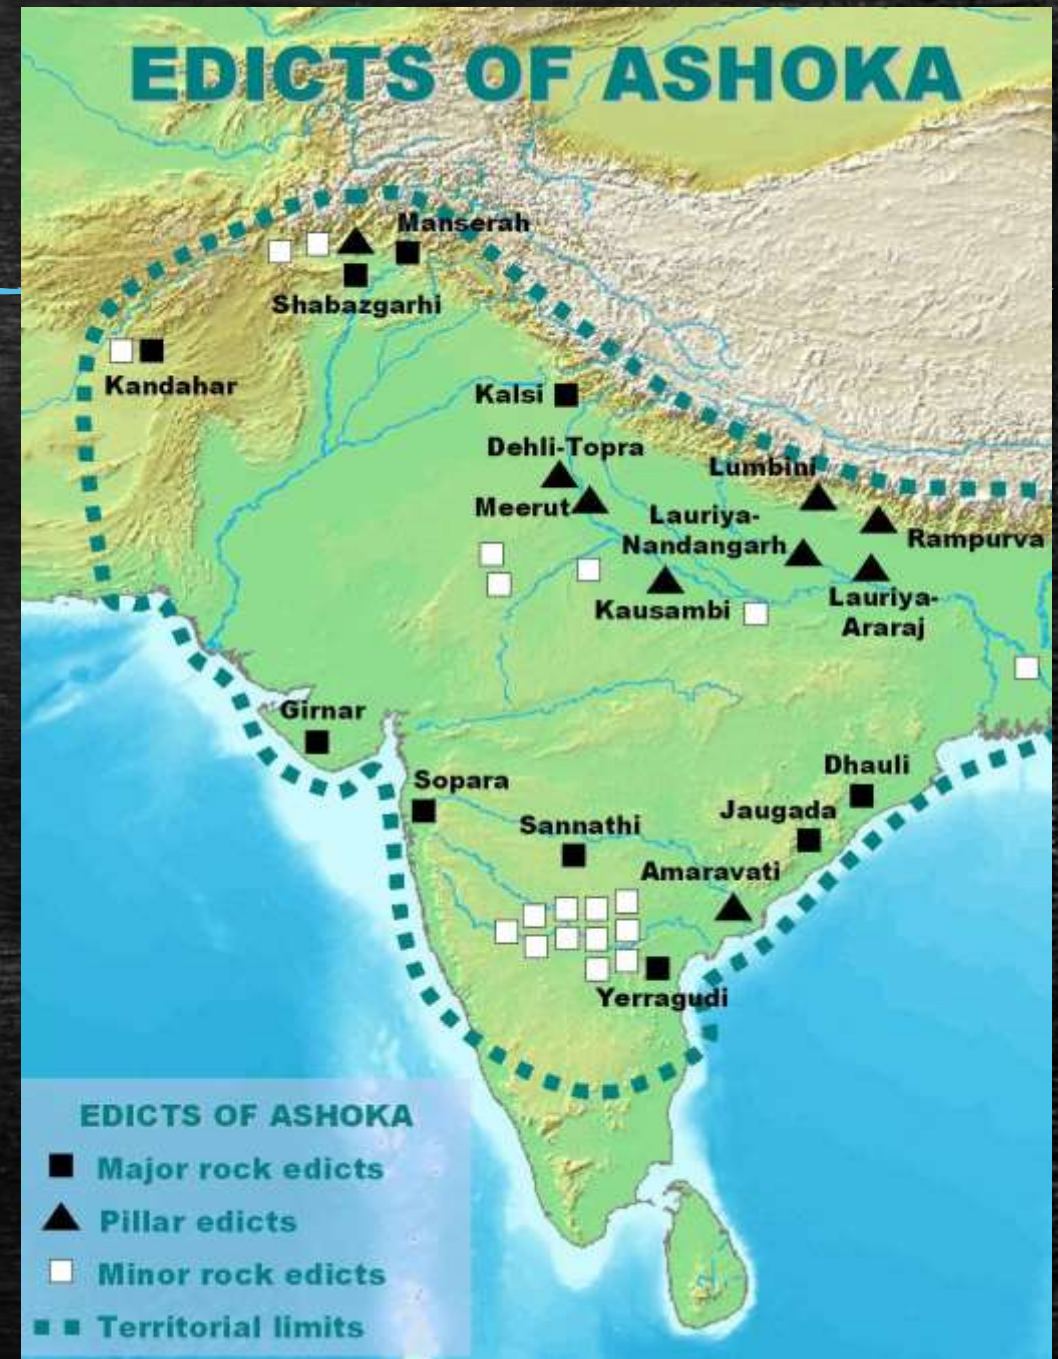 EDICTS OF ASHOKA
Manserah
Shabazgarhi
Kandahar
Kalsi
Dehli-Topra
Lumbini
Meerut
Lauriya-
Nandangarh
Rampurva
Kausambi
Lauriya-
Araraj
Girnar
Sopara
Dhauli
Jaugada
Sannathi
Amaravati
Yerragudi
EDICTS OF ASHOKA
Major rock edicts
Pillar edicts
Minor rock edicts
Territorial limits